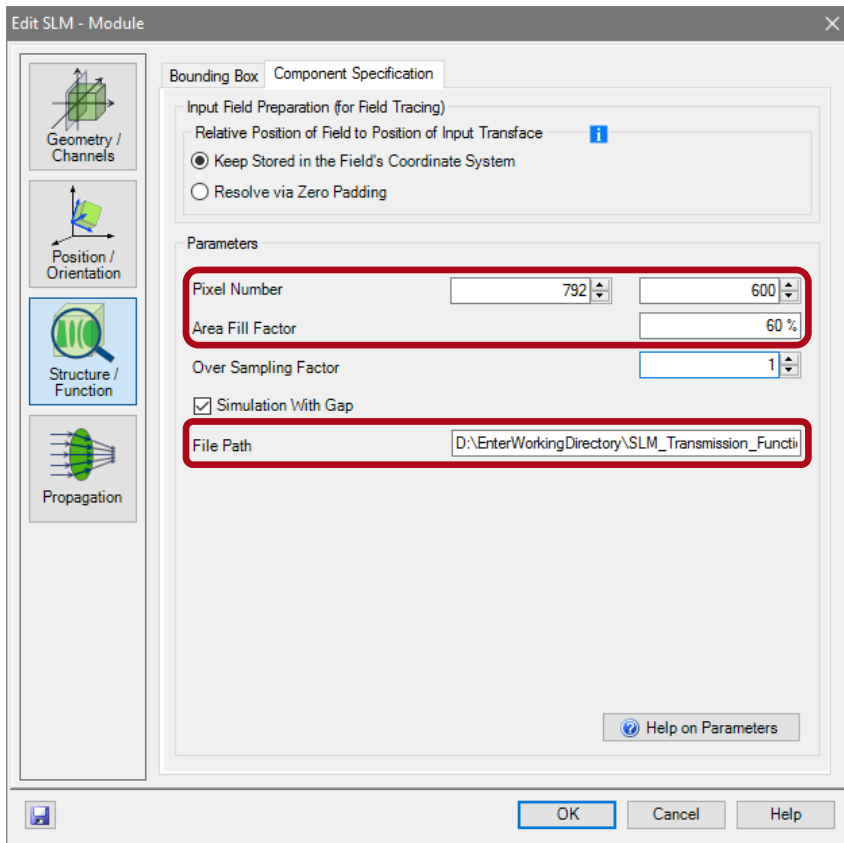 Edit SLM - Module
Geometry /
Channels
Position /
Orientation
Structure /
Function
Propagation
Bounding Box
Component Specification
Input Field Preparation (for Field Tracing)
Relative Position of Field to Position of Input Transface
i
Keep Stored in the Field's Coordinate System
Resolve via Zero Padding
Parameters
Pixel Number 792 600
Area Fill Factor 60 %
Over Sampling Factor 1
Simulation With Gap
File Path D:\EnterWorkingDirectory\SLM_Transmission_Functi
Help on Parameters
OK Cancel Help